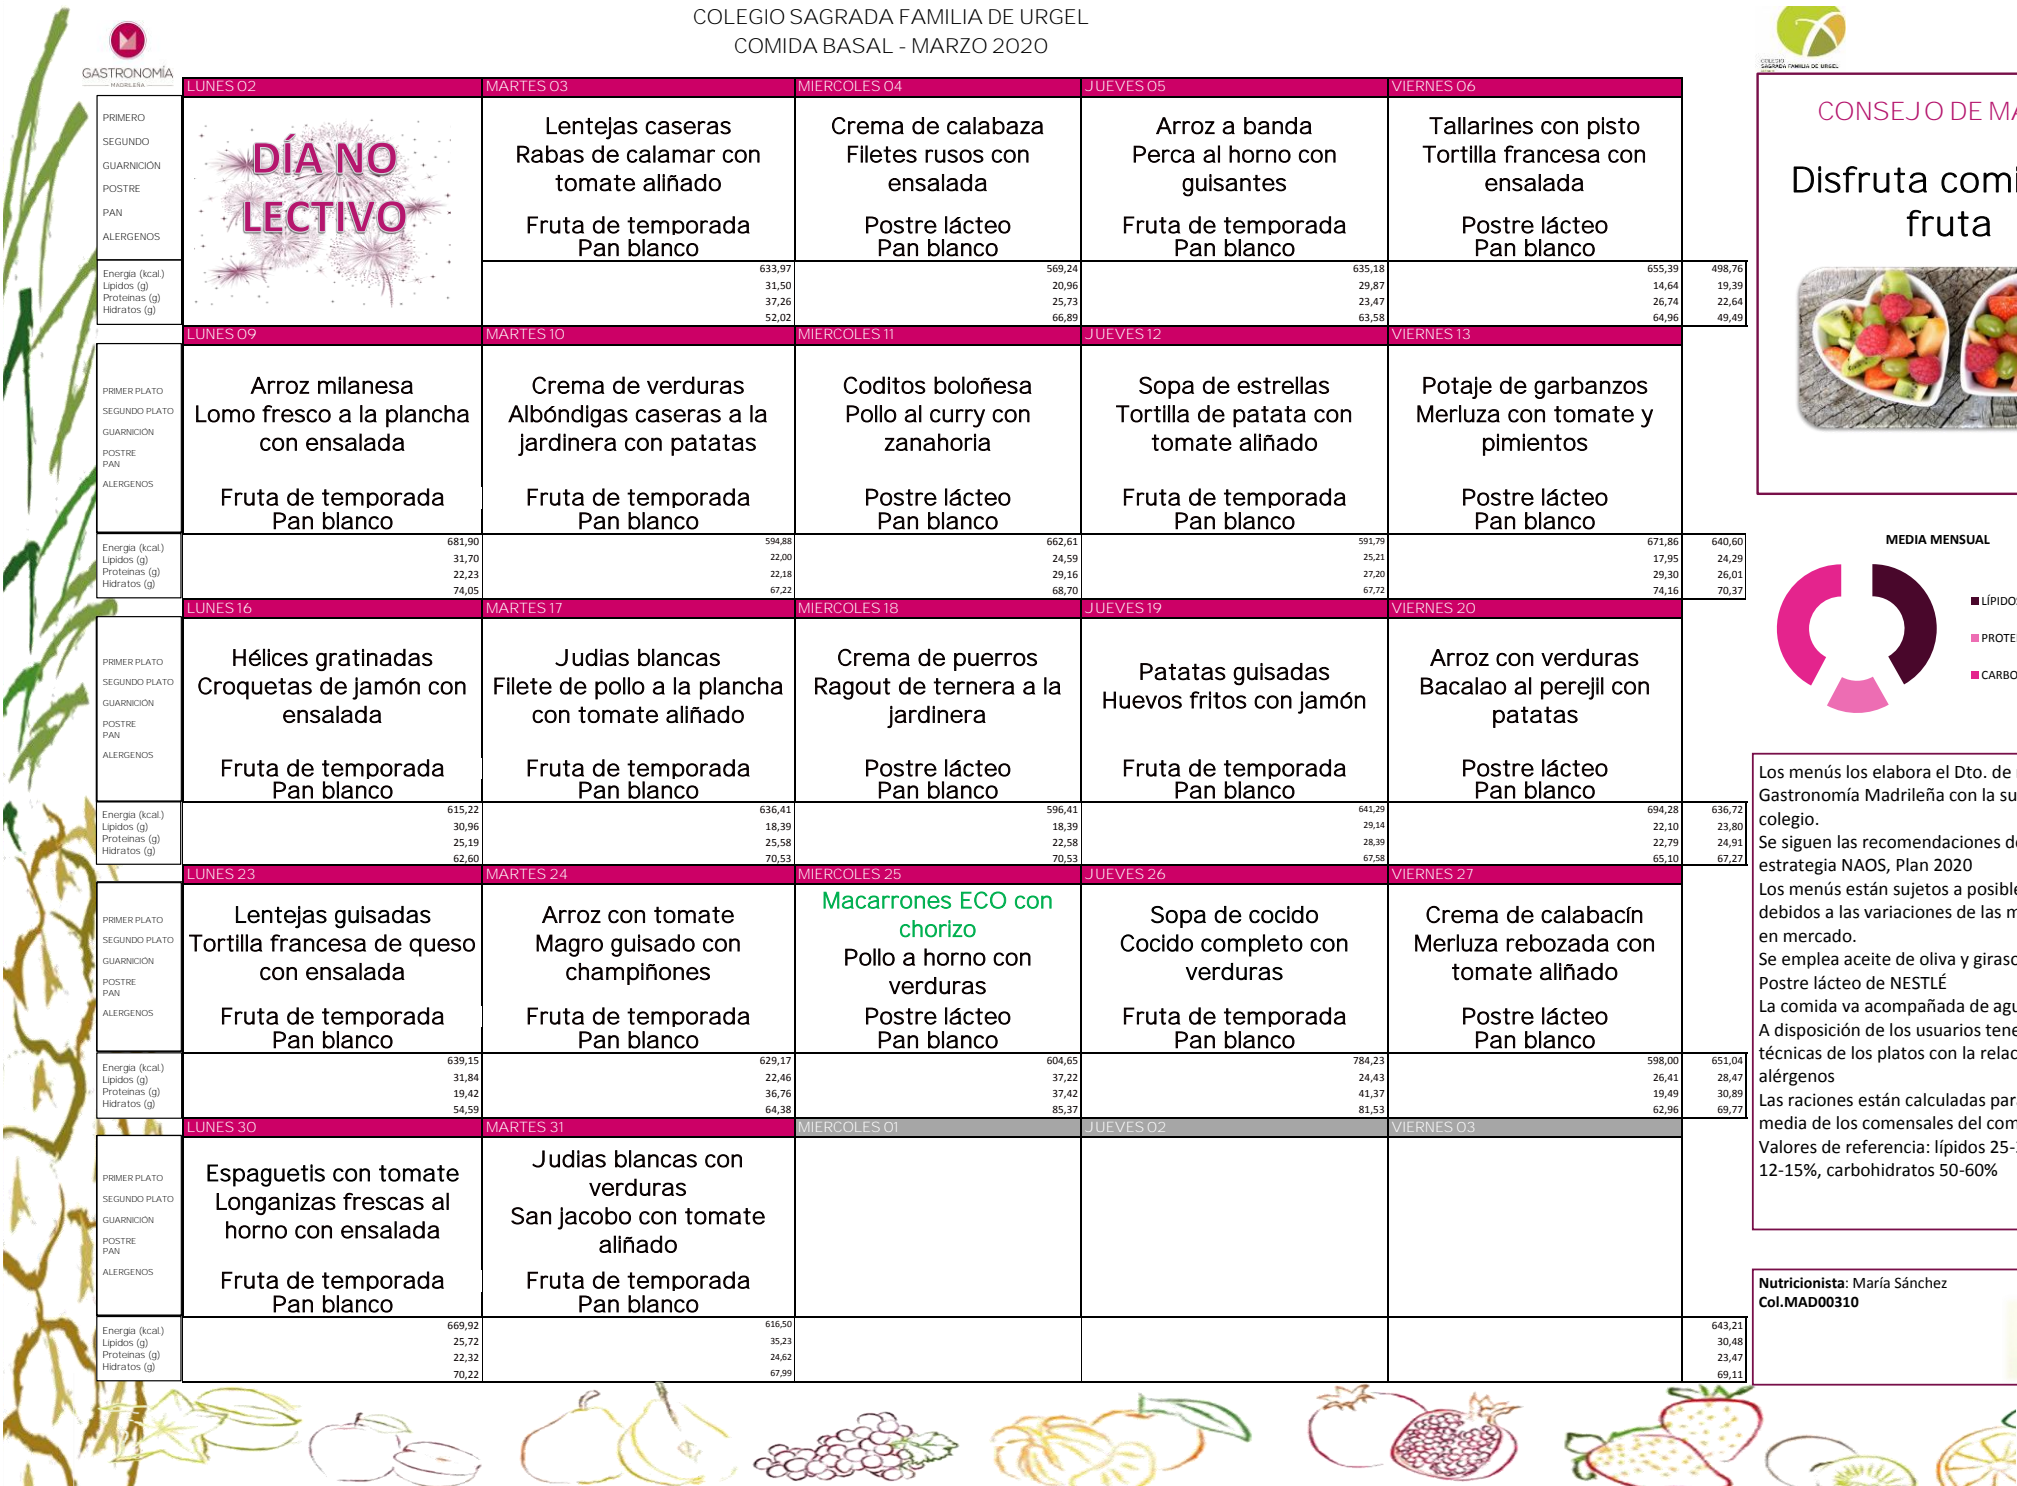 COLEGIO SAGRADA FAMILIA DE URGEL
COMIDA BASAL - MARZO 2020
GASTRONOMÍA
MADRILEÑA
COLEGIO
SAGRADA FAMILIA DE URGEL
LUNES 02 MARTES 03 MIERCOLES 04 JUEVES 05 VIERNES 06
PRIMERO
SEGUNDO
GUARNICIÓN
POSTRE
PAN
ALERGENOS
DÍA NO
LECTIVO
Lentejas caseras
Rabas de calamar con
tomate aliñado
Fruta de temporada
Pan blanco
Crema de calabaza
Filetes rusos con
ensalada
Postre lácteo
Pan blanco
Arroz a banda
Perca al horno con
guisantes
Fruta de temporada
Pan blanco
Tallarines con pisto
Tortilla francesa con
ensalada
Postre lácteo
Pan blanco
Energia (kcal.) 633,97 569,24 635,18 655,39 498,76
Lipidos (g) 31,50 20,96 29,87 14,64 19,39
Proteinas (g) 37,26 25,73 23,47 26,74 22,64
Hidratos (g) 52,02 66,89 63,58 64,96 49,49
LUNES 09 MARTES 10 MIERCOLES 11 JUEVES 12 VIERNES 13
PRIMER PLATO
SEGUNDO PLATO
GUARNICIÓN
POSTRE
PAN
ALERGENOS
Arroz milanesa
Lomo fresco a la plancha
con ensalada
Fruta de temporada
Pan blanco
Crema de verduras
Albóndigas caseras a la
jardinera con patatas
Fruta de temporada
Pan blanco
Coditos boloñesa
Pollo al curry con
zanahoria
Postre lácteo
Pan blanco
Sopa de estrellas
Tortilla de patata con
tomate aliñado
Fruta de temporada
Pan blanco
Potaje de garbanzos
Merluza con tomate y
pimientos
Postre lácteo
Pan blanco
Energia (kcal.) 681,90 594,88 662,61 591,79 671,86 640,60
Lipidos (g) 31,70 22,00 24,59 25,21 17,95 24,29
Proteinas (g) 22,23 22,18 29,16 27,20 29,30 26,01
Hidratos (g) 74,05 67,22 68,70 67,72 74,16 70,37
LUNES 16 MARTES 17 MIERCOLES 18 JUEVES 19 VIERNES 20
PRIMER PLATO
SEGUNDO PLATO
GUARNICIÓN
POSTRE
PAN
ALERGENOS
Hélices gratinadas
Croquetas de jamón con
ensalada
Fruta de temporada
Pan blanco
Judias blancas
Filete de pollo a la plancha
con tomate aliñado
Fruta de temporada
Pan blanco
Crema de puerros
Ragout de ternera a la
jardinera
Postre lácteo
Pan blanco
Patatas guisadas
Huevos fritos con jamón
Fruta de temporada
Pan blanco
Arroz con verduras
Bacalao al perejil con
patatas
Postre lácteo
Pan blanco
Energia (kcal.) 615,22 636,41 596,41 641,29 694,28 636,72
Lipidos (g) 30,96 18,39 18,39 29,14 22,10 23,80
Proteinas (g) 25,19 25,58 22,58 28,39 22,79 24,91
Hidratos (g) 62,60 70,53 70,53 67,58 65,10 67,27
LUNES 23 MARTES 24 MIERCOLES 25 JUEVES 26 VIERNES 27
PRIMER PLATO
SEGUNDO PLATO
GUARNICIÓN
POSTRE
PAN
ALERGENOS
Lentejas guisadas
Tortilla francesa de queso
con ensalada
Fruta de temporada
Pan blanco
Arroz con tomate
Magro guisado con
champiñones
Fruta de temporada
Pan blanco
Macarrones ECO con
chorizo
Pollo a horno con
verduras
Postre lácteo
Pan blanco
Sopa de cocido
Cocido completo con
verduras
Fruta de temporada
Pan blanco
Crema de calabacín
Merluza rebozada con
tomate aliñado
Postre lácteo
Pan blanco
Energia (kcal.) 639,15 629,17 604,65 784,23 598,00 651,04
Lipidos (g) 31,84 22,46 37,22 24,43 26,41 28,47
Proteinas (g) 19,42 36,76 37,42 41,37 19,49 30,89
Hidratos (g) 54,59 64,38 85,37 81,53 62,96 69,77
LUNES 30 MARTES 31 MIERCOLES 01 JUEVES 02 VIERNES 03
PRIMER PLATO
SEGUNDO PLATO
GUARNICIÓN
POSTRE
PAN
ALERGENOS
Espaguetis con tomate
Longanizas frescas al
horno con ensalada
Fruta de temporada
Pan blanco
Judias blancas con
verduras
San jacobo con tomate
aliñado
Fruta de temporada
Pan blanco
Energia (kcal.) 669,92 616,50 643,21
Lipidos (g) 25,72 35,23 30,48
Proteinas (g) 22,32 24,62 23,47
Hidratos (g) 70,22 67,99 69,11
CONSEJO DE MA
Disfruta comi
fruta
MEDIA MENSUAL
LÍPIDOS
PROTE
CARBO
Los menús los elabora el Dto. de
Gastronomía Madrileña con la su
colegio.
Se siguen las recomendaciones d
estrategia NAOS, Plan 2020
Los menús están sujetos a posible
debidos a las variaciones de las m
en mercado.
Se emplea aceite de oliva y giraso
Postre lácteo de NESTLÉ
La comida va acompañada de agu
A disposición de los usuarios tene
técnicas de los platos con la relac
alérgenos
Las raciones están calculadas para
media de los comensales del com
Valores de referencia: lípidos 25-
12-15%, carbohidratos 50-60%
Nutricionista: María Sánchez
Col.MAD00310